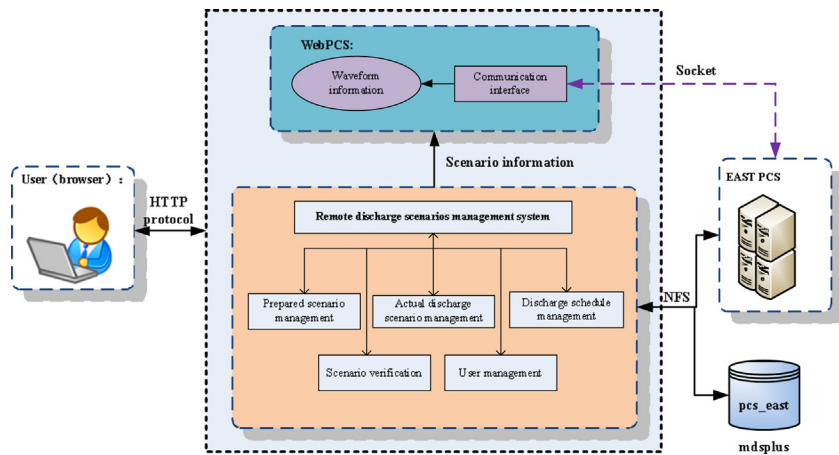 WebPCS:
Waveform
information
Communication
interface
Socket
Scenario information
User（browser）:
HTTP
protocol
EAST PCS
Remote discharge scenarios management system
Prepared scenario
management
Actual discharge
scenario management
Discharge schedule
management
NFS
Scenario verification
User management
pcs_east
mdsplus